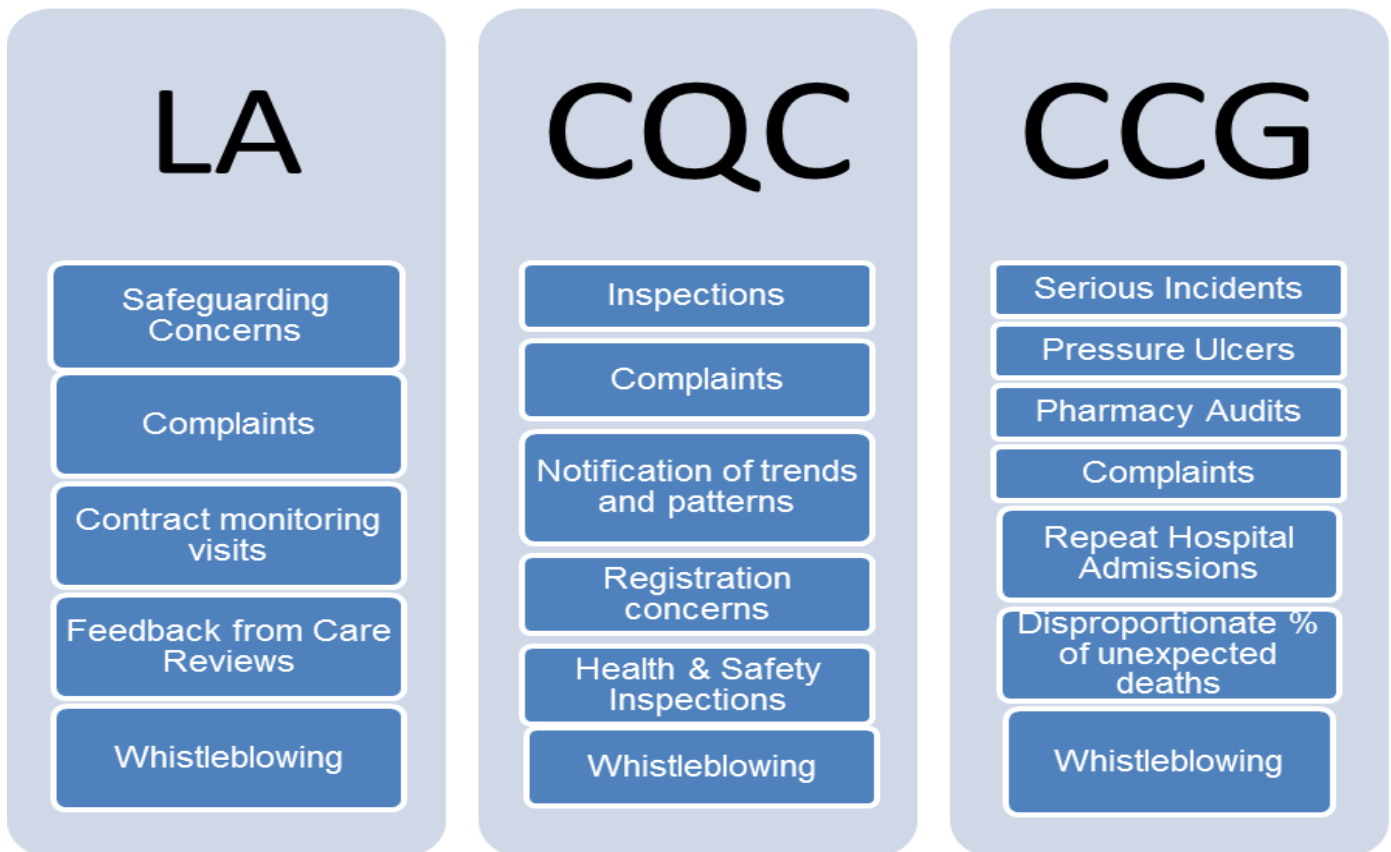 LA
Safeguarding
Concerns
Complaints
Contract monitoring
visits
Feedback from Care
Reviews
Whistleblowing
CQC
Inspections
Complaints
Notification of trends
and patterns
Registration
concerns
Health & Safety
Inspections
Whistleblowing
CCG
Serious Incidents
Pressure Ulcers
Pharmacy Audits
Complaints
Repeat Hospital
Admissions
Disproportionate %
of unexpected
deaths
Whistleblowing